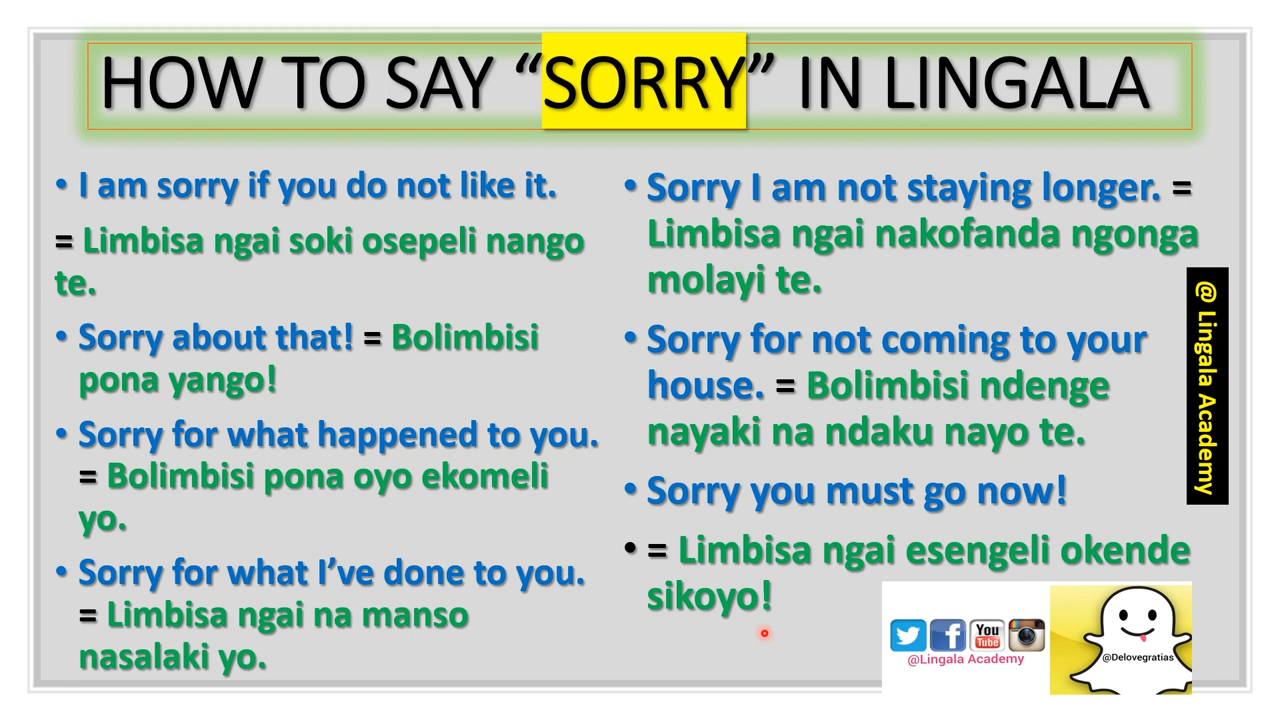 HOW TO SAY “SORRY” IN LINGALA
• I am sorry if you do not like it.
= Limbisa ngai soki osepeli nango
te.
• Sorry about that! = Bolimbisi
pona yango!
• Sorry for what happened to you.
= Bolimbisi pona oyo ekomeli
yo.
• Sorry for what I’ve done to you.
= Limbisa ngai na manso
nasalaki yo.
• Sorry I am not staying longer. =
Limbisa ngai nakofanda ngonga
molayi te.
• Sorry for not coming to your
house. = Bolimbisi ndenge
nayaki na ndaku nayo te.
• Sorry you must go now!
• = Limbisa ngai esengeli okende
sikoyo!
@ Lingala Academy
You
Tube
@Lingala Academy
@Delovegratias